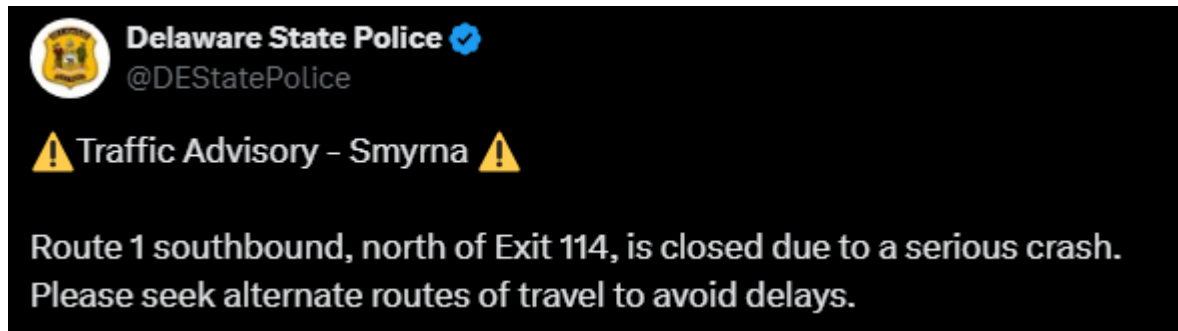 Delaware State Police
@DEStatePolice
⚠️Traffic Advisory – Smyrna ⚠️
Route 1 southbound, north of Exit 114, is closed due to a serious crash.
Please seek alternate routes of travel to avoid delays.